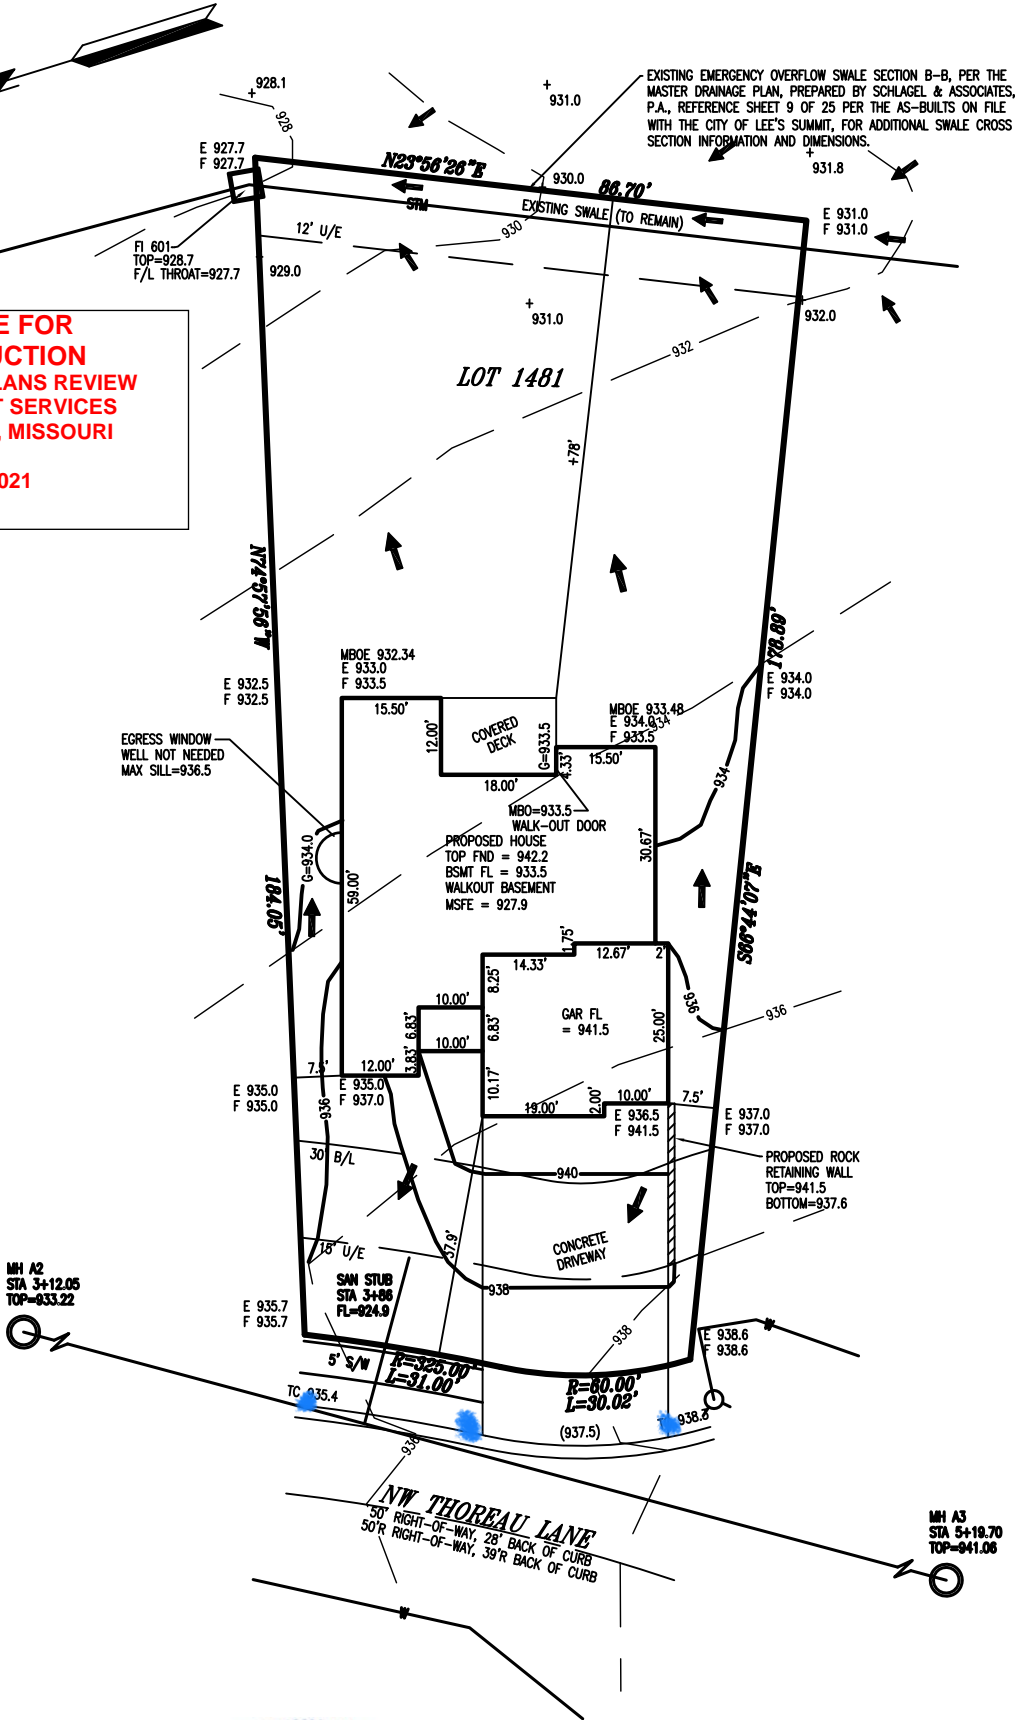 EXISTING EMERGENCY OVERFLOW SWALE SECTION B-B, PER THE
MASTER DRAINAGE PLAN, PREPARED BY SCHLAGEL & ASSOCIATES,
P.A., REFERENCE SHEET 9 OF 25 PER THE AS-BUILTS ON FILE
WITH THE CITY OF LEE'S SUMMIT, FOR ADDITIONAL SWALE CROSS
SECTION INFORMATION AND DIMENSIONS.
928.1
931.0
928
E 927.7
F 927.7
N23°56'26"E
930.0
86.70'
931.8
STM
EXISTING SWALE (TO REMAIN)
E 931.0
F 931.0
12' U/E
930
FI 601
TOP=928.7
F/L THROAT=927.7
929.0
931.0
932.0
E FOR
UCTION
LANS REVIEW
T SERVICES
, MISSOURI
021
932
LOT 1481
+78'
N74°57'56"W
178.89'
MBOE 932.34
E 933.0
F 933.5
E 932.5
F 932.5
E 934.0
F 934.0
MBOE 933.48
E 934.0
F 933.5
934
15.50'
12.00'
COVERED
DECK
G=933.5
4.33'
15.50'
EGRESS WINDOW
WELL NOT NEEDED
MAX SILL=936.5
18.00'
934
MBO=933.5
WALK-OUT DOOR
PROPOSED HOUSE
TOP FND = 942.2
BSMT FL = 933.5
WALKOUT BASEMENT
MSFE = 927.9
30.67'
G=934.0
59.00'
184.05'
S66°44'07"E
1.75'
14.33'
12.67'
2'
8.25'
936
10.00'
6.83'
6.83'
GAR FL
= 941.5
25.00'
936
10.00'
3.83'
7.5'
12.00'
10.17'
E 935.0
F 935.0
E 935.0
F 937.0
936
19.00'
2.00'
10.00'
7.5'
E 936.5
F 941.5
E 937.0
F 937.0
30' B/L
940
PROPOSED ROCK
RETAINING WALL
TOP=941.5
BOTTOM=937.6
15' U/E
37.9'
CONCRETE
DRIVEWAY
MH A2
STA 3+12.05
TOP=933.22
SAN STUB
STA 3+86
FL=924.9
938
E 935.7
F 935.7
938
W
E 938.6
F 938.6
5' S/W
R=325.00'
L=31.00'
R=60.00'
L=30.02'
TC 935.4
938.3
(937.5)
936
NW THOREAU LANE
50' RIGHT-OF-WAY, 28' BACK OF CURB
50'R RIGHT-OF-WAY, 39'R BACK OF CURB
MH A3
STA 5+19.70
TOP=941.06
W